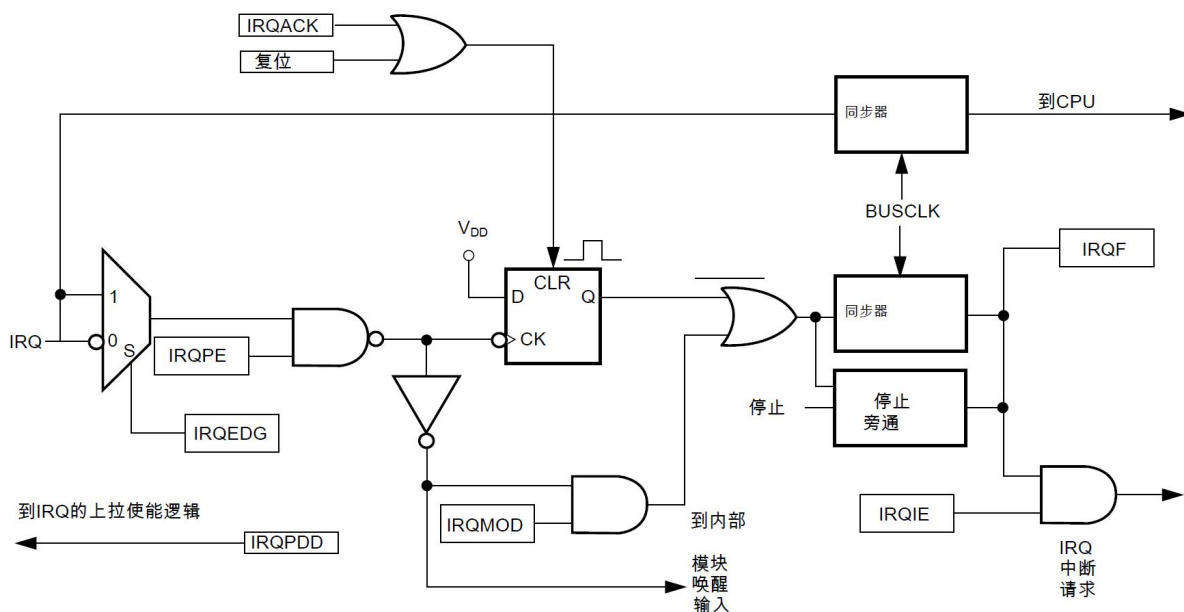 IRQACK
复位
同步器
到CPU
BUSCLK
VDD
IRQF
CLR
D
Q
CK
1
0
S
IRQ
IRQPE
同步器
停止
停止
旁通
IRQEDG
到IRQ的上拉使能逻辑
IRQPDD
IRQMOD
到内部
模块
唤醒
输入
IRQIE
IRQ
中断
请求